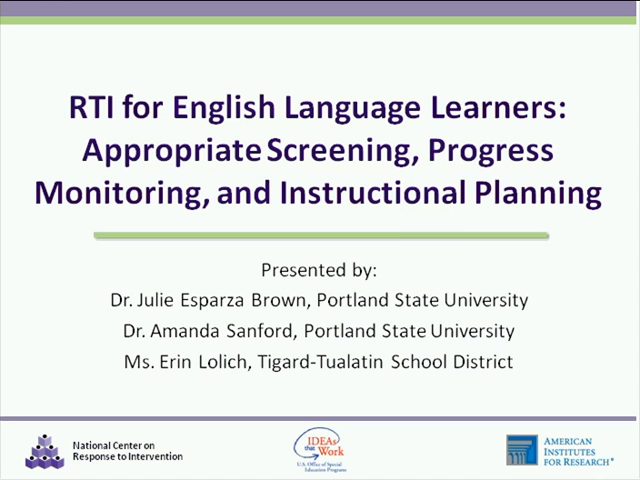 RTI for English Language Learners:
Appropriate Screening, Progress
Monitoring, and Instructional Planning
Presented by:
Dr. Julie Esparza Brown, Portland State University
Dr. Amanda Sanford, Portland State University
Ms. Erin Lolich, Tigard-Tualatin School District
National Center on
Response to Intervention
IDEAs
that
Work
U.S. Office of Special
Education Programs
AMERICAN
INSTITUTES
FOR RESEARCH®